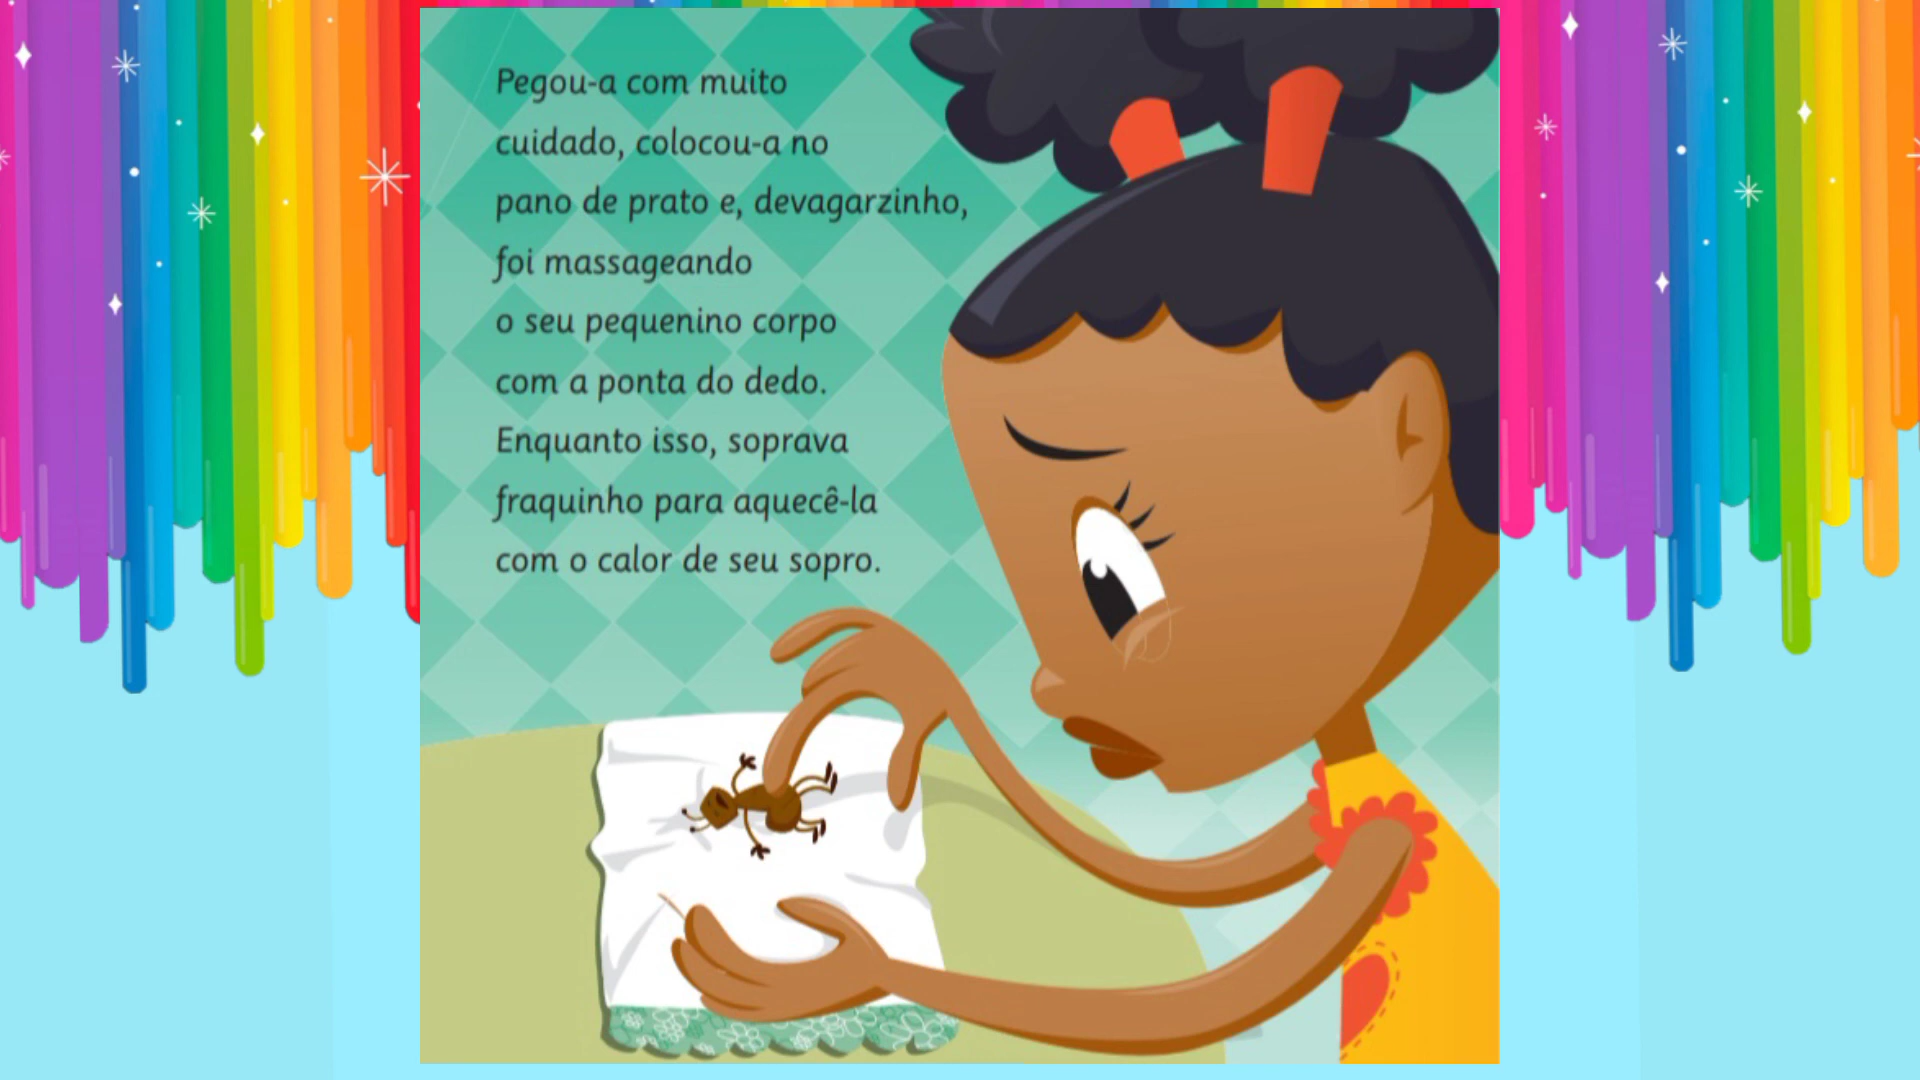 Pegou-a com muito
cuidado, colocou-a no
pano de prato e, devagarzinho,
foi massageando
o seu pequenino corpo
com a ponta do dedo.
Enquanto isso, soprava
fraquinho para aquecê-la
com o calor de seu sopro.